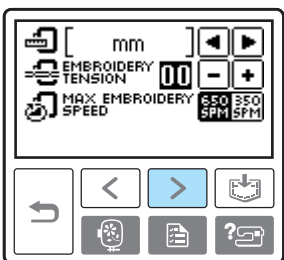 [ mm ]
EMBROIDERY TENSION 00 - +
MAX EMBROIDERY SPEED 650 SPM 350 SPM
?